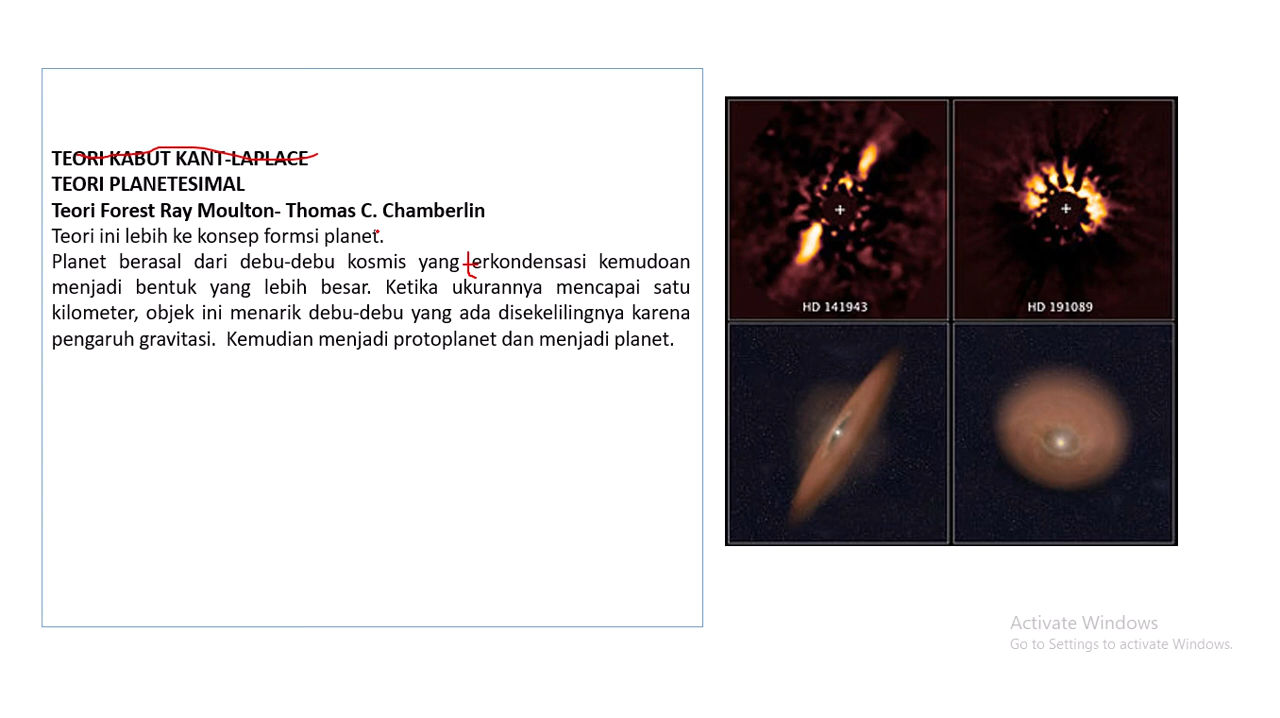 TEORI KABUT KANT-LAPLACE
TEORI PLANETESIMAL
Teori Forest Ray Moulton- Thomas C. Chamberlin
Teori ini lebih ke konsep formsi planet.
Planet berasal dari debu-debu kosmis yang terkondensasi kemudoan
menjadi bentuk yang lebih besar. Ketika ukurannya mencapai satu
kilometer, objek ini menarik debu-debu yang ada disekelilingnya karena
pengaruh gravitasi. Kemudian menjadi protoplanet dan menjadi planet.
HD 141943
HD 191089
Activate Windows
Go to Settings to activate Windows.